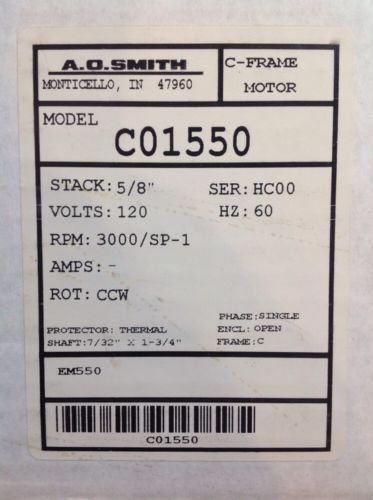 A.O.SMITH
MONTICELLO, IN 47960
C-FRAME
MOTOR
MODEL
C01550
STACK: 5/8"
SER: HC00
VOLTS: 120
HZ: 60
RPM: 3000/SP-1
AMPS: -
ROT: CCW
PHASE: SINGLE
PROTECTOR: THERMAL
ENCL: OPEN
SHAFT: 7/32" X 1-3/4"
FRAME: C
EM550
C01550